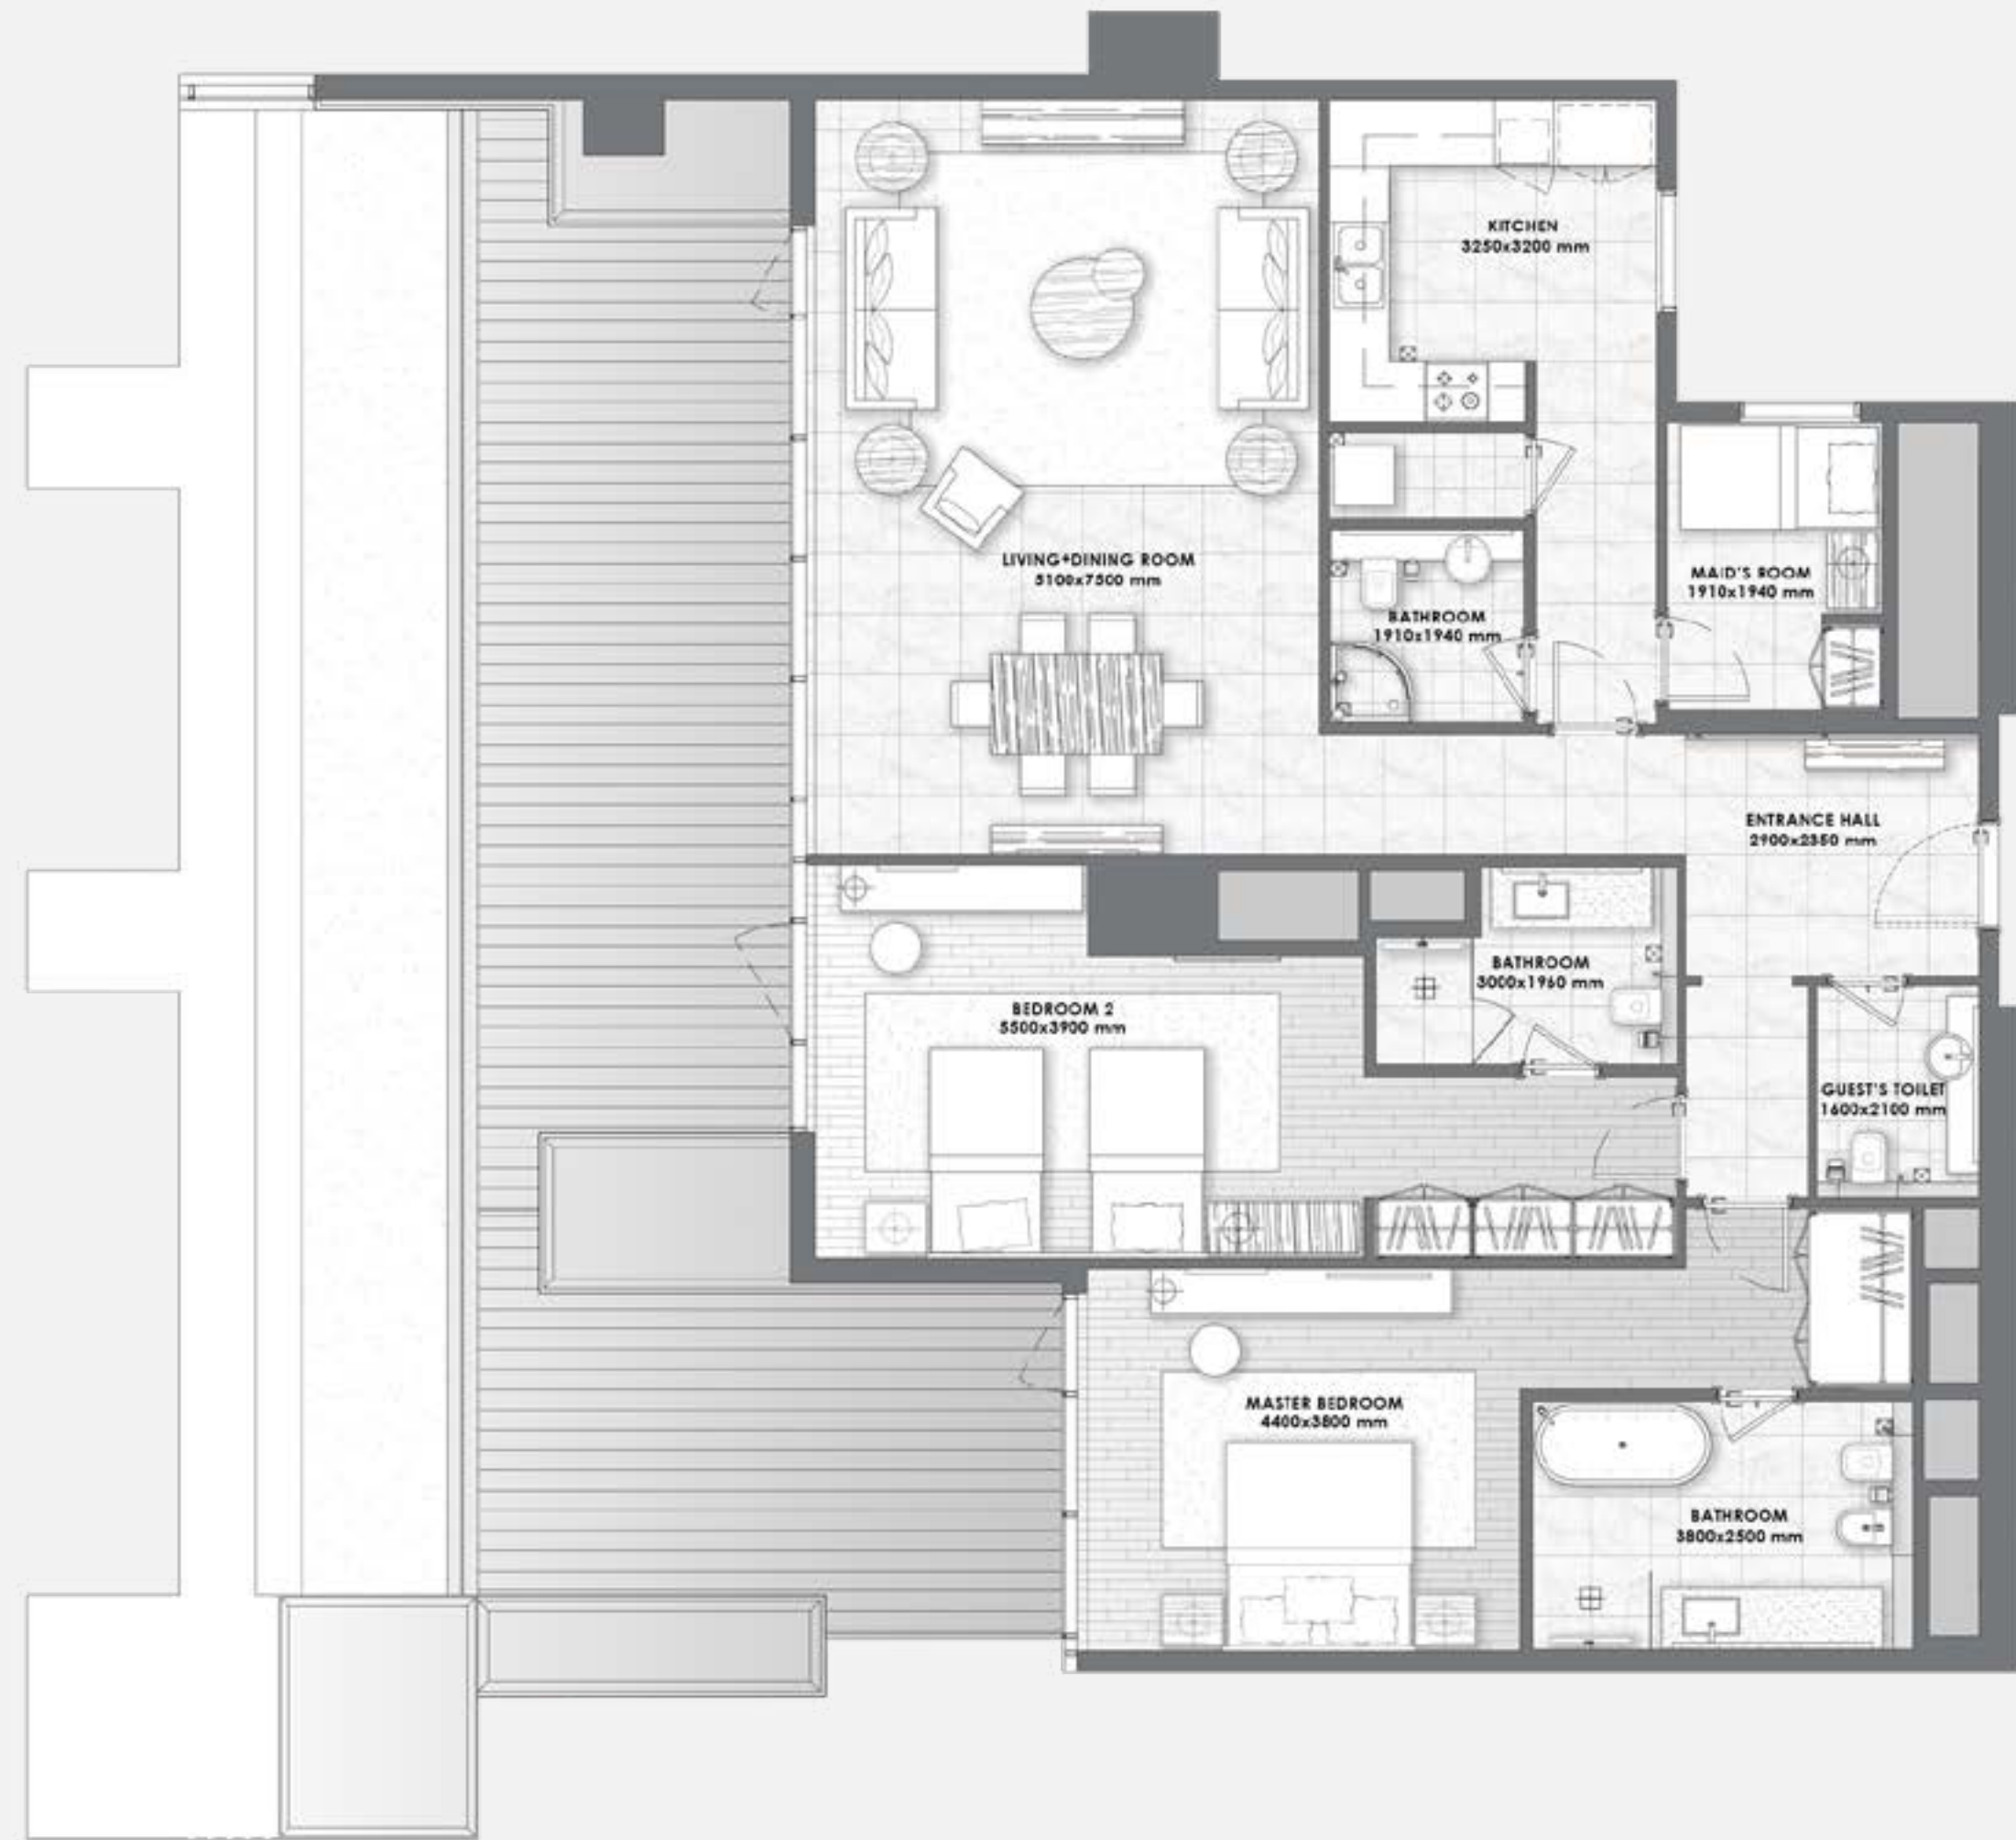 KITCHEN
3250x3200 mm
LIVING+DINING ROOM
5100x7500 mm
MAID'S ROOM
1910x1940 mm
BATHROOM
1910x1940 mm
ENTRANCE HALL
2900x2350 mm
BATHROOM
3000x1960 mm
BEDROOM 2
5500x3900 mm
GUEST'S TOILET
1600x2100 mm
MASTER BEDROOM
4400x3800 mm
BATHROOM
3800x2500 mm